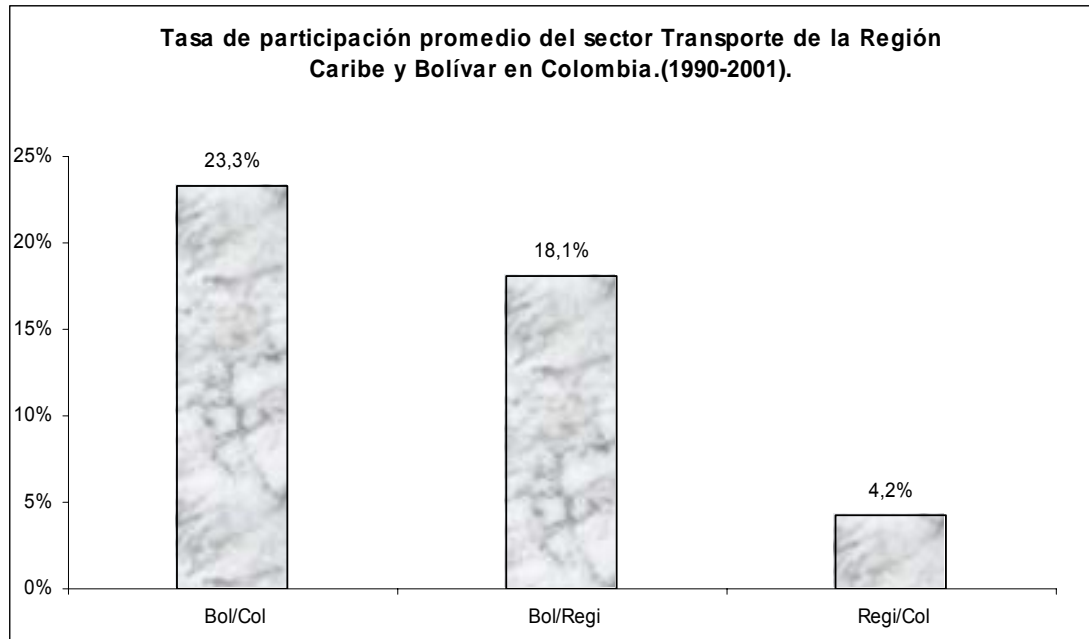 Tasa de participación promedio del sector Transporte de la Región
Caribe y Bolívar en Colombia.(1990-2001).
25%
20%
15%
10%
5%
0%
23,3%
18,1%
4,2%
Bol/Col
Bol/Regi
Regi/Col